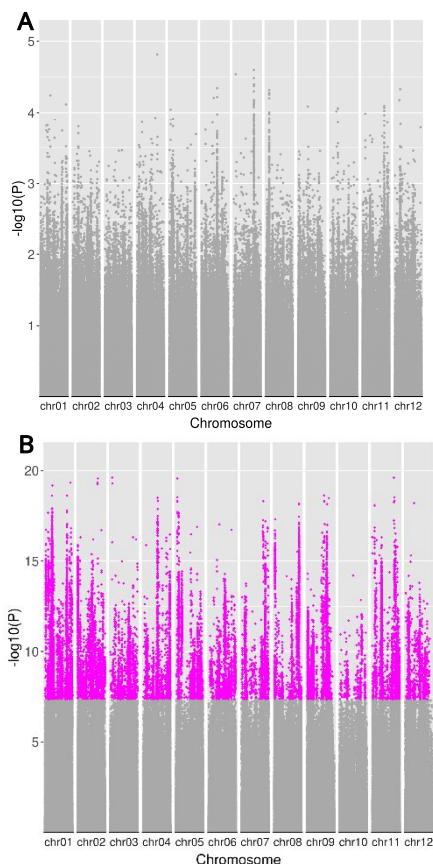 A
5
4
3
2
1
-log10(P)
chr01 chr02 chr03 chr04 chr05 chr06 chr07 chr08 chr09 chr10 chr11 chr12
Chromosome
B
20
15
10
5
-log10(P)
chr01 chr02 chr03 chr04 chr05 chr06 chr07 chr08 chr09 chr10 chr11 chr12
Chromosome